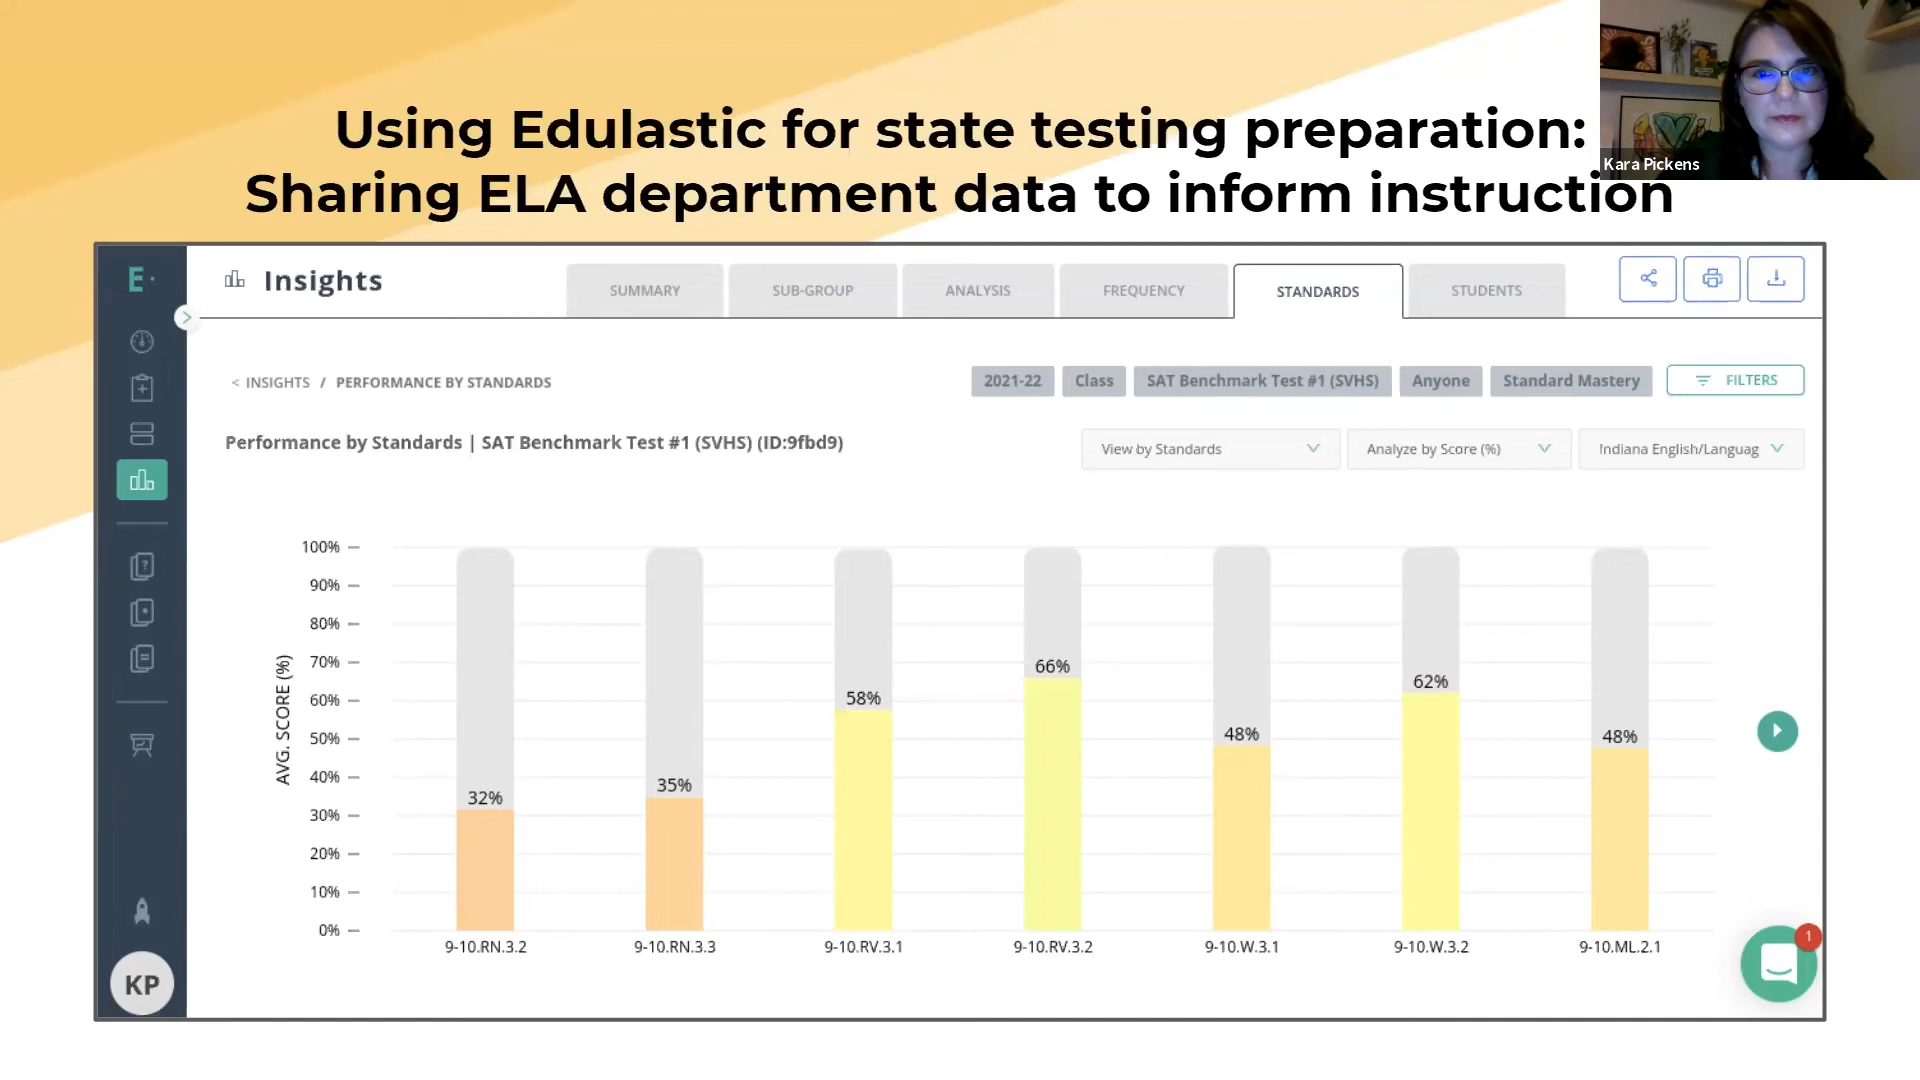 Using Edulastic for state testing preparation:
Sharing ELA department data to inform instruction
Kara Pickens
E
Insights
SUMMARY
SUB-GROUP
ANALYSIS
FREQUENCY
STANDARDS
STUDENTS
< INSIGHTS / PERFORMANCE BY STANDARDS
2021-22
Class
SAT Benchmark Test #1 (SVHS)
Anyone
Standard Mastery
FILTERS
Performance by Standards | SAT Benchmark Test #1 (SVHS) (ID:9fbd9)
View by Standards
Analyze by Score (%)
Indiana English/Languag
AVG. SCORE (%)
100%
90%
80%
70%
60%
50%
40%
30%
20%
10%
0%
32%
35%
58%
66%
48%
62%
48%
9-10.RN.3.2
9-10.RN.3.3
9-10.RV.3.1
9-10.RV.3.2
9-10.W.3.1
9-10.W.3.2
9-10.ML.2.1
KP
1